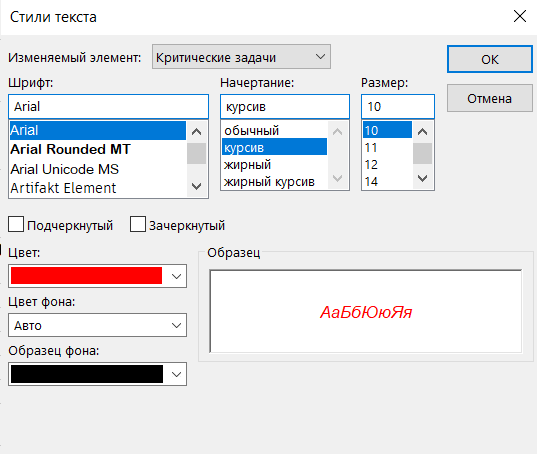 Стили текста
Изменяемый элемент: Критические задачи
ОК
Шрифт: Начертание: Размер:
Arial курсив 10
Отмена
Arial обычный 10
Arial Rounded MT курсив 11
Arial Unicode MS жирный 12
Artifakt Element жирный курсив 14
Подчеркнутый Зачеркнутый
Цвет: Образец
Цвет фона:
АаБбЮюЯя
Авто
Образец фона: